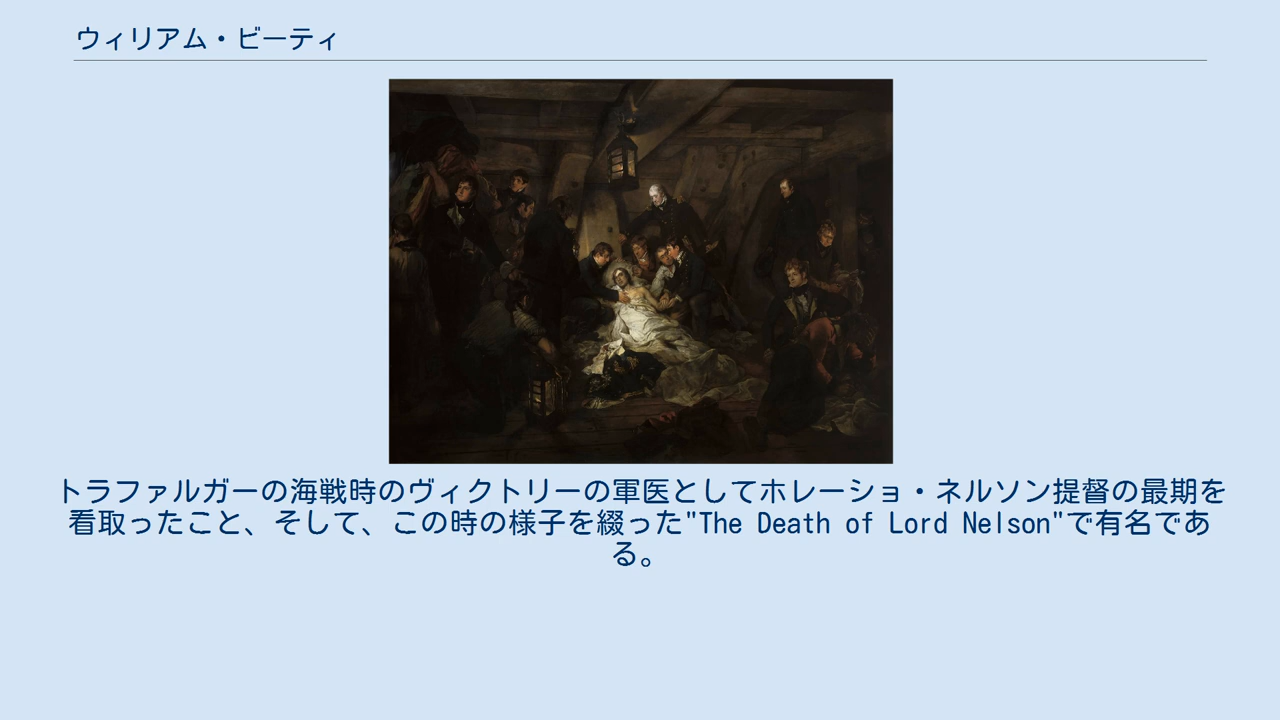 ウィリアム・ビーティ
トラファルガーの海戦時のヴィクトリーの軍医としてホレーショ・ネルソン提督の最期を
看取ったこと、そして、この時の様子を綴った"The Death of Lord Nelson"で有名であ
る。